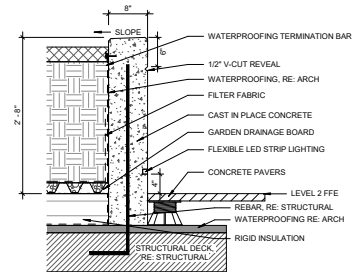 8"
SLOPE
WATERPROOFING TERMINATION BAR
1/2" V-CUT REVEAL
WATERPROOFING, RE: ARCH
FILTER FABRIC
CAST IN PLACE CONCRETE
GARDEN DRAINAGE BOARD
FLEXIBLE LED STRIP LIGHTING
CONCRETE PAVERS
2' - 8"
LEVEL 2 FFE
REBAR, RE: STRUCTURAL
WATERPROOFING RE: ARCH
RIGID INSULATION
STRUCTURAL DECK,
RE: STRUCTURAL